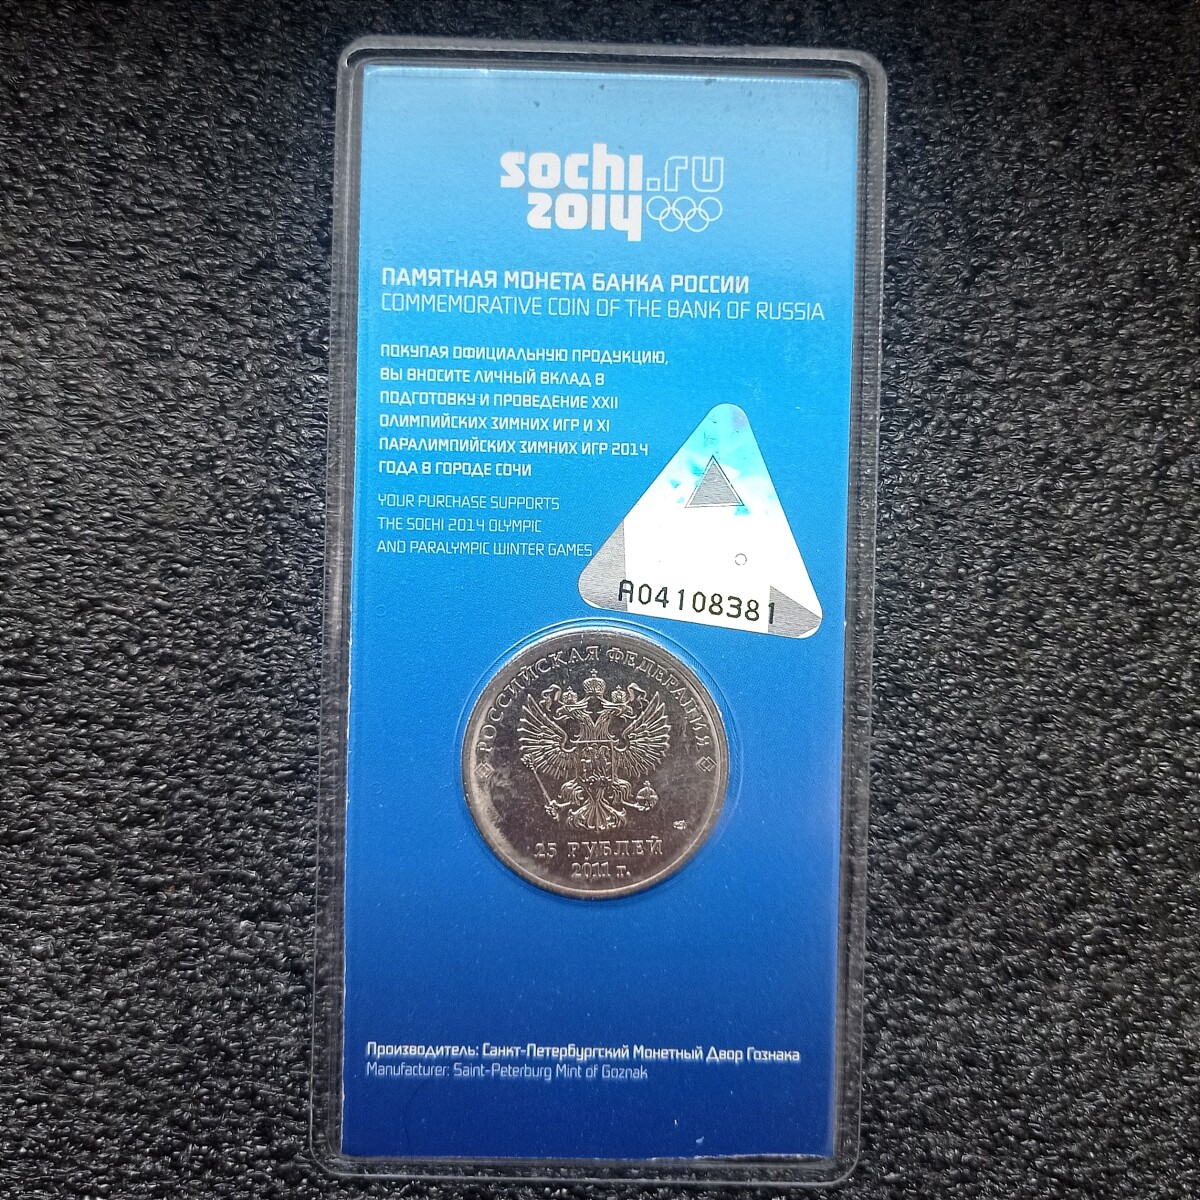 sochi.ru
2014
ПАМЯТНАЯ МОНЕТА БАНКА РОССИИ
COMMEMORATIVE COIN OF THE BANK OF RUSSIA
ПОКУПАЯ ОФИЦИАЛЬНУЮ ПРОДУКЦИЮ,
ВЫ ВНОСИТЕ ЛИЧНЫЙ ВКЛАД В
ПОДГОТОВКУ И ПРОВЕДЕНИЕ XXII
ОЛИМПИЙСКИХ ЗИМНИХ ИГР И XI
ПАРАЛИМПИЙСКИХ ЗИМНИХ ИГР 2014
ГОДА В ГОРОДЕ СОЧИ
YOUR PURCHASE SUPPORTS
THE SOCHI 2014 OLYMPIC
AND PARALYMPIC WINTER GAMES
A04108381
РОССИЙСКАЯ ФЕДЕРАЦИЯ
25 РУБЛЕЙ
2011 г.
Производитель: Санкт-Петербургский Монетный Двор Гознака
Manufacturer: Saint-Peterburg Mint of Goznak